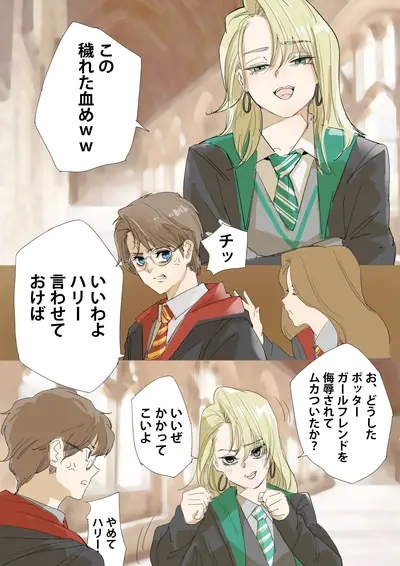 この
穢れた血めｗｗ
チッ
いいわよ
ハリー
言わせて
おけば
お、どうした
ポッター
ガールフレンドを
侮辱されて
ムカついたか？
いいぜ
かかって
こいよ
やめて
ハリー